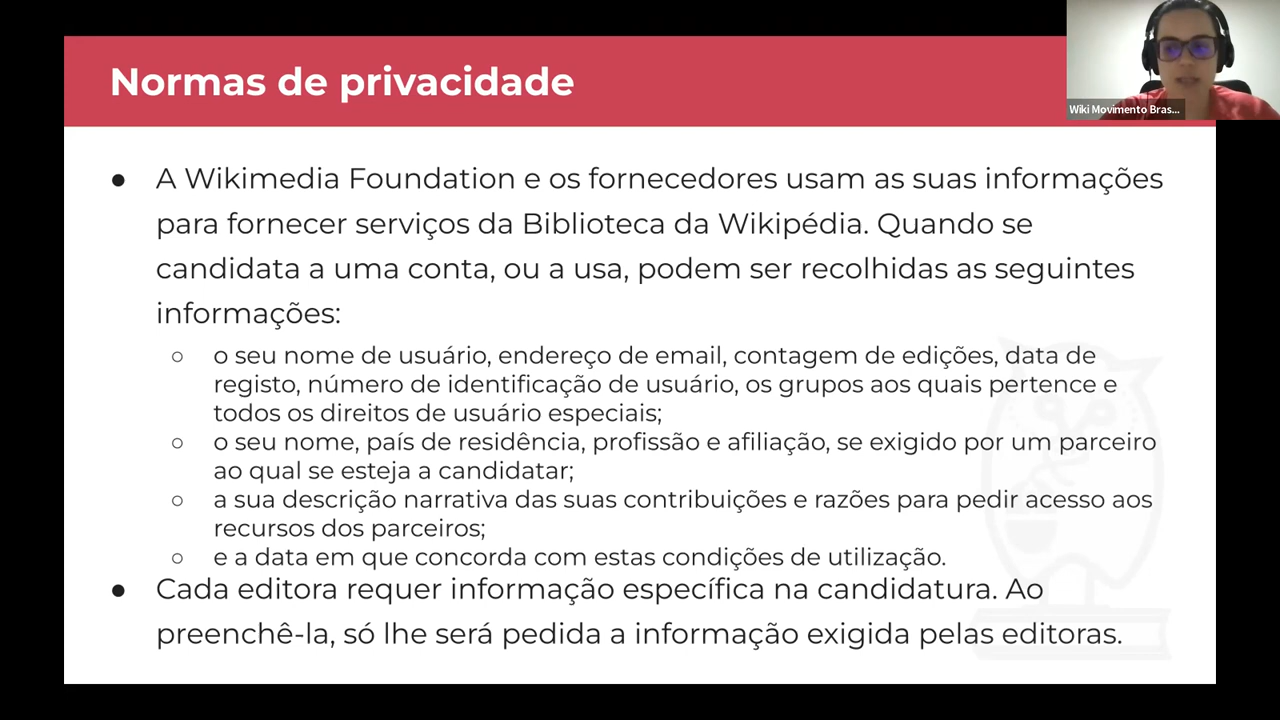 Normas de privacidade
Wiki Movimento Bras...
● A Wikimedia Foundation e os fornecedores usam as suas informações
para fornecer serviços da Biblioteca da Wikipédia. Quando se
candidata a uma conta, ou a usa, podem ser recolhidas as seguintes
informações:
○ o seu nome de usuário, endereço de email, contagem de edições, data de
registo, número de identificação de usuário, os grupos aos quais pertence e
todos os direitos de usuário especiais;
○ o seu nome, país de residência, profissão e afiliação, se exigido por um parceiro
ao qual se esteja a candidatar;
○ a sua descrição narrativa das suas contribuições e razões para pedir acesso aos
recursos dos parceiros;
○ e a data em que concorda com estas condições de utilização.
● Cada editora requer informação específica na candidatura. Ao
preenchê-la, só lhe será pedida a informação exigida pelas editoras.